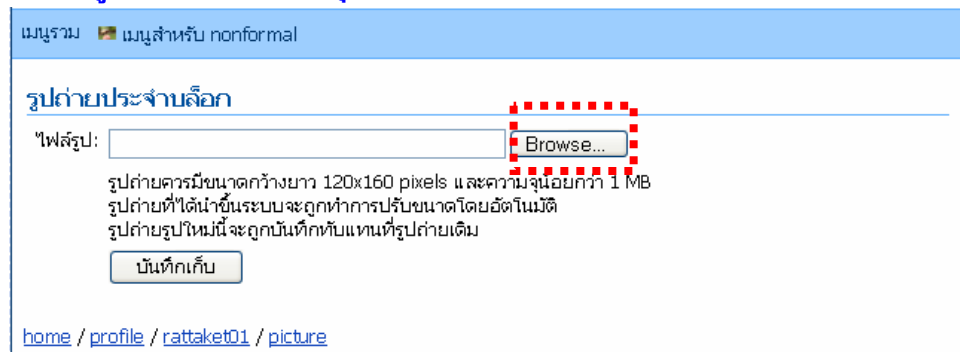 เมนูรวม เมนูสำหรับ nonformal
รูปถ่ายประจำบล็อก
ไฟล์รูป: Browse...
รูปถ่ายควรมีขนาดกว้างยาว 120x160 pixels และความจุน้อยกว่า 1 MB
รูปถ่ายที่ได้นำขึ้นระบบจะถูกทำการปรับขนาดโดยอัตโนมัติ
รูปถ่ายรูปใหม่นี้จะถูกบันทึกทับแทนที่รูปถ่ายเดิม
บันทึกเก็บ
home / profile / rattaket01 / picture